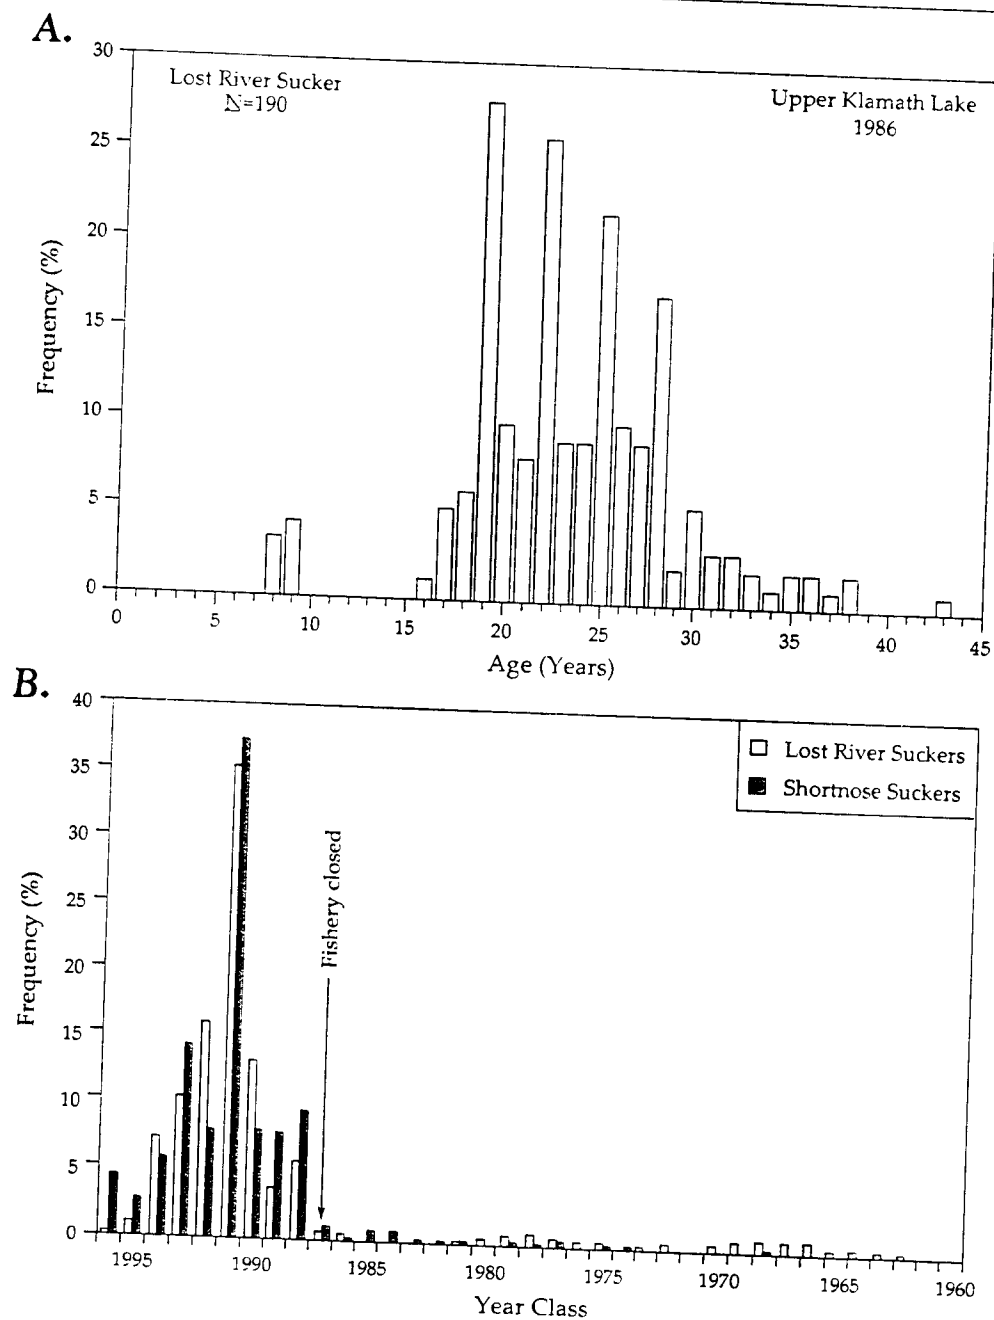 A.
Lost River Sucker
N=190
Upper Klamath Lake
1986
Frequency (%)
30
25
20
15
10
5
0
0 5 10 15 20 25 30 35 40 45
Age (Years)
B.
Lost River Suckers
Shortnose Suckers
Fishery closed
Frequency (%)
40
35
30
25
20
15
10
5
0
1995 1990 1985 1980 1975 1970 1965 1960
Year Class